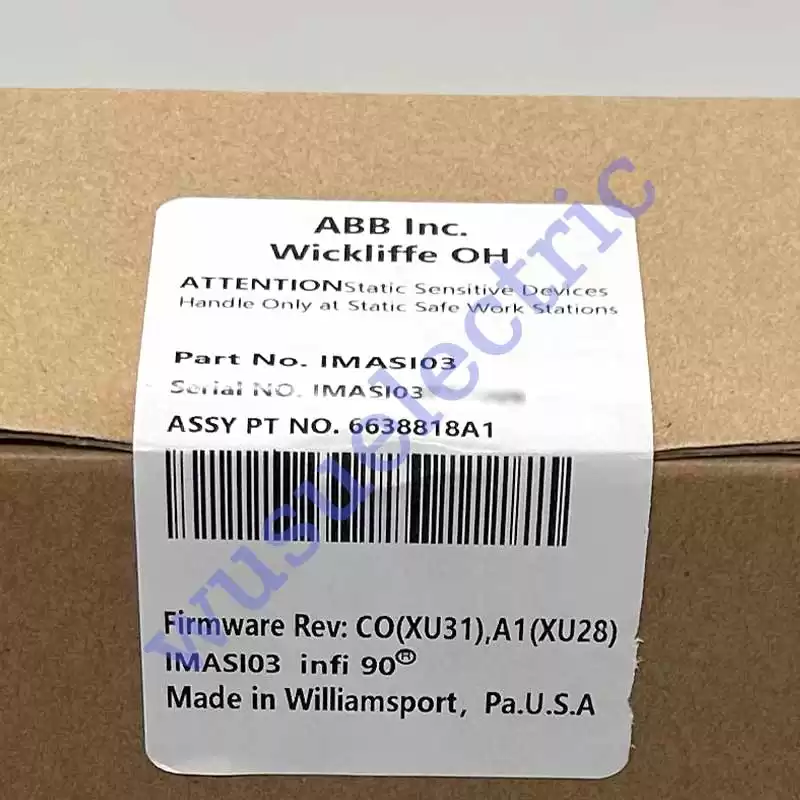 ABB Inc.
Wickliffe OH
ATTENTIONStatic Sensitive Devices
Handle Only at Static Safe Work Stations
Part No. IMASI03
Serial NO. IMASI03
ASSY PT NO. 6638818A1
Firmware Rev: CO(XU31),A1(XU28)
IMASI03 infi 90®
Made in Williamsport, Pa.U.S.A
wusuelectric